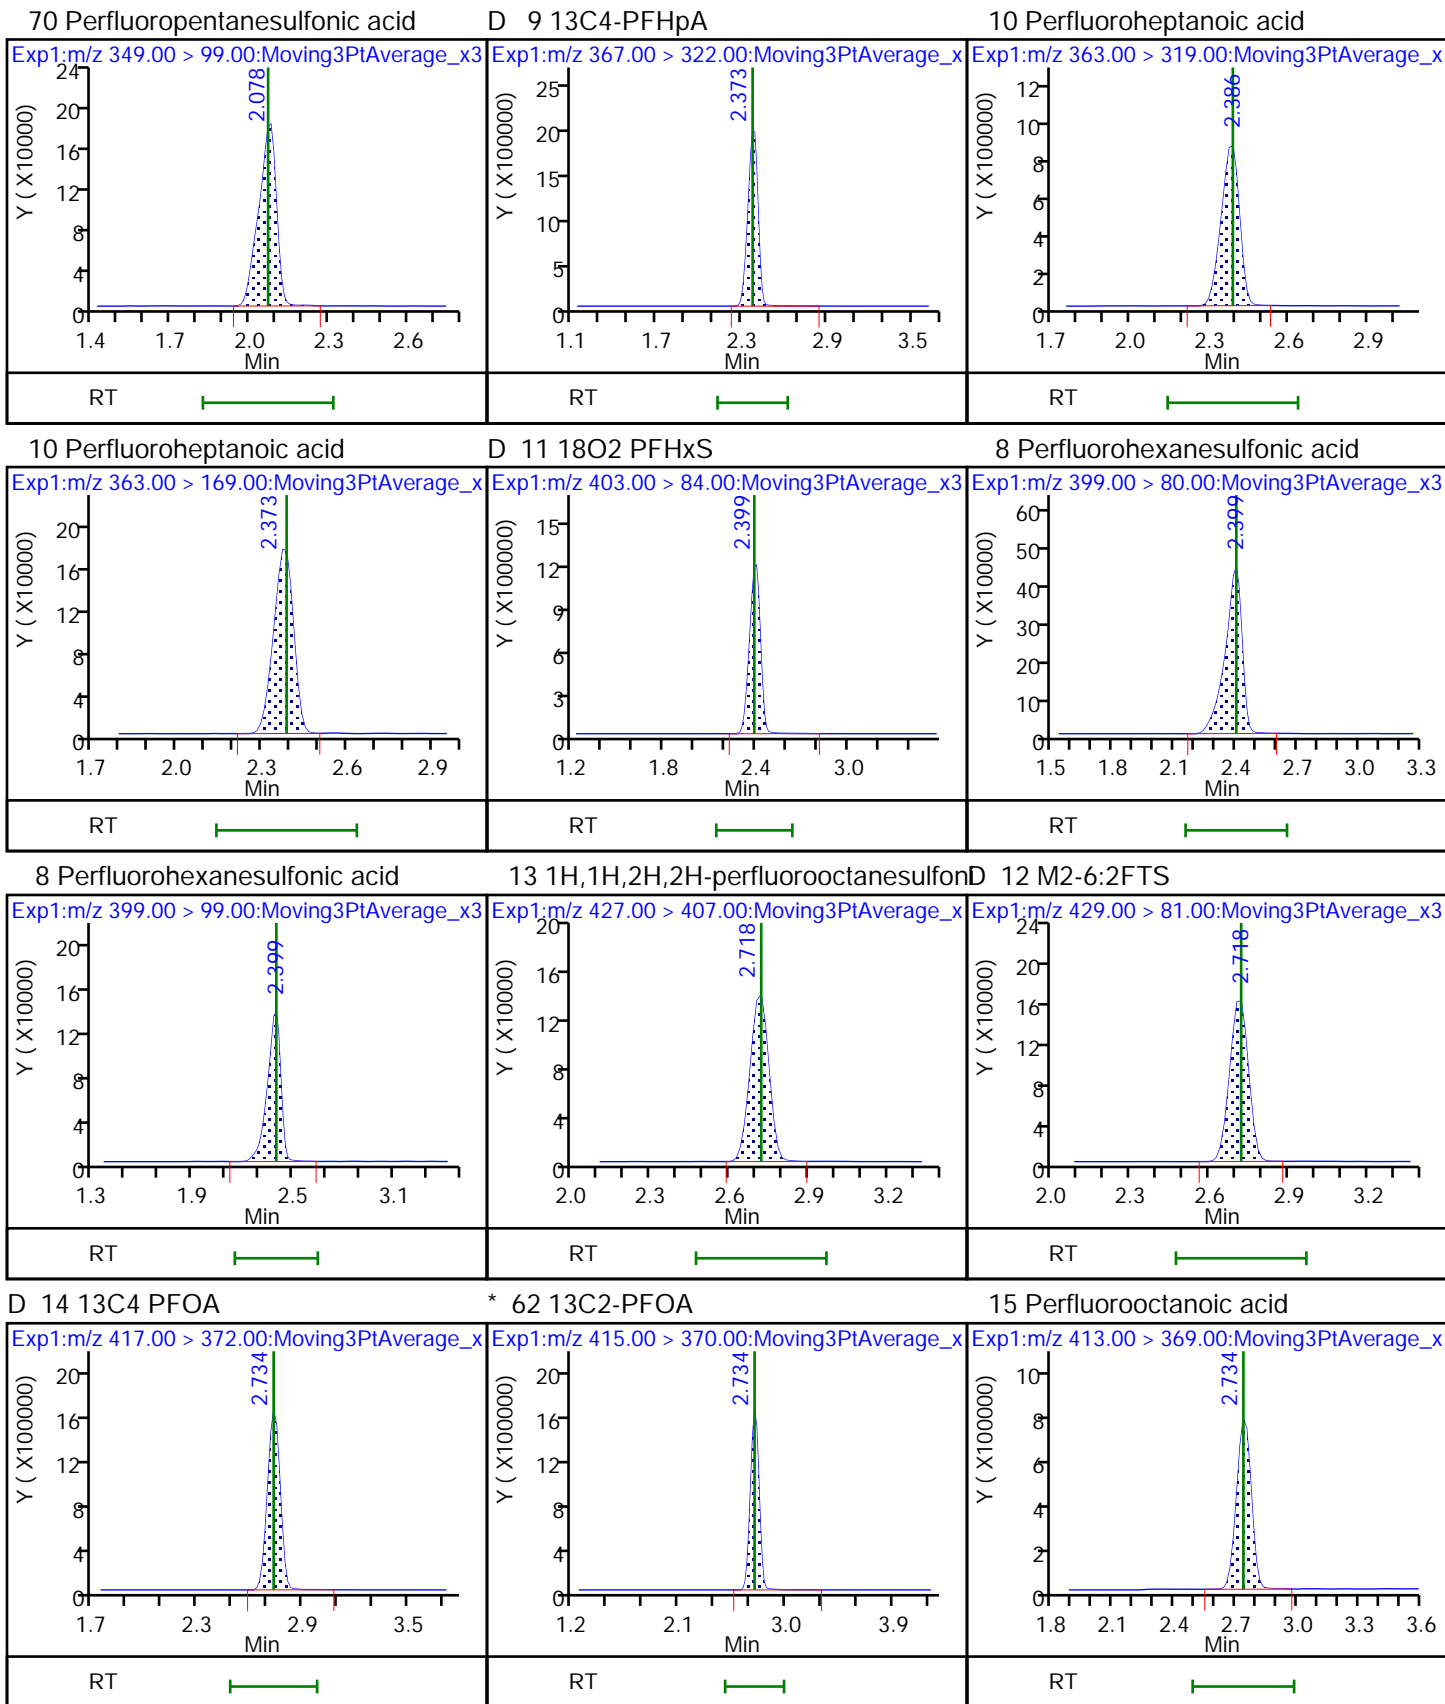 70 Perfluoropentanesulfonic acid
Exp1:m/z 349.00 > 99.00:Moving3PtAverage_x3
Y ( X100000)
24
20
16
12
8
4
0
2.078
1.4 1.7 2.0 2.3 2.6
Min
RT
D 9 13C4-PFHpA
Exp1:m/z 367.00 > 322.00:Moving3PtAverage_x
Y ( X100000)
25
20
15
10
5
0
2.373
1.1 1.7 2.3 2.9 3.5
Min
RT
10 Perfluoroheptanoic acid
Exp1:m/z 363.00 > 319.00:Moving3PtAverage_x
Y ( X100000)
12
10
8
6
4
2
0
2.386
1.7 2.0 2.3 2.6 2.9
Min
RT
10 Perfluoroheptanoic acid
Exp1:m/z 363.00 > 169.00:Moving3PtAverage_x
Y ( X10000)
20
16
12
8
4
0
2.373
1.7 2.0 2.3 2.6 2.9
Min
RT
D 11 18O2 PFHxS
Exp1:m/z 403.00 > 84.00:Moving3PtAverage_x3
Y ( X100000)
15
12
9
6
3
0
2.399
1.2 1.8 2.4 3.0
Min
RT
8 Perfluorohexanesulfonic acid
Exp1:m/z 399.00 > 80.00:Moving3PtAverage_x3
Y ( X10000)
60
50
40
30
20
10
0
2.399
1.5 1.8 2.1 2.4 2.7 3.0 3.3
Min
RT
8 Perfluorohexanesulfonic acid
Exp1:m/z 399.00 > 99.00:Moving3PtAverage_x3
Y ( X10000)
20
16
12
8
4
0
2.399
1.3 1.9 2.5 3.1
Min
RT
13 1H,1H,2H,2H-perfluorooctanesulfon
Exp1:m/z 427.00 > 407.00:Moving3PtAverage_x
Y ( X10000)
20
16
12
8
4
0
2.718
2.0 2.3 2.6 2.9 3.2
Min
RT
D 12 M2-6:2FTS
Exp1:m/z 429.00 > 81.00:Moving3PtAverage_x3
Y ( X10000)
24
20
16
12
8
4
0
2.718
2.0 2.3 2.6 2.9 3.2
Min
RT
D 14 13C4 PFOA
Exp1:m/z 417.00 > 372.00:Moving3PtAverage_x
Y ( X100000)
20
16
12
8
4
0
2.734
1.7 2.3 2.9 3.5
Min
RT
* 62 13C2-PFOA
Exp1:m/z 415.00 > 370.00:Moving3PtAverage_x
Y ( X100000)
20
16
12
8
4
0
2.734
1.2 2.1 3.0 3.9
Min
RT
15 Perfluorooctanoic acid
Exp1:m/z 413.00 > 369.00:Moving3PtAverage_x
Y ( X100000)
10
8
6
4
2
0
2.734
1.8 2.1 2.4 2.7 3.0 3.3 3.6
Min
RT